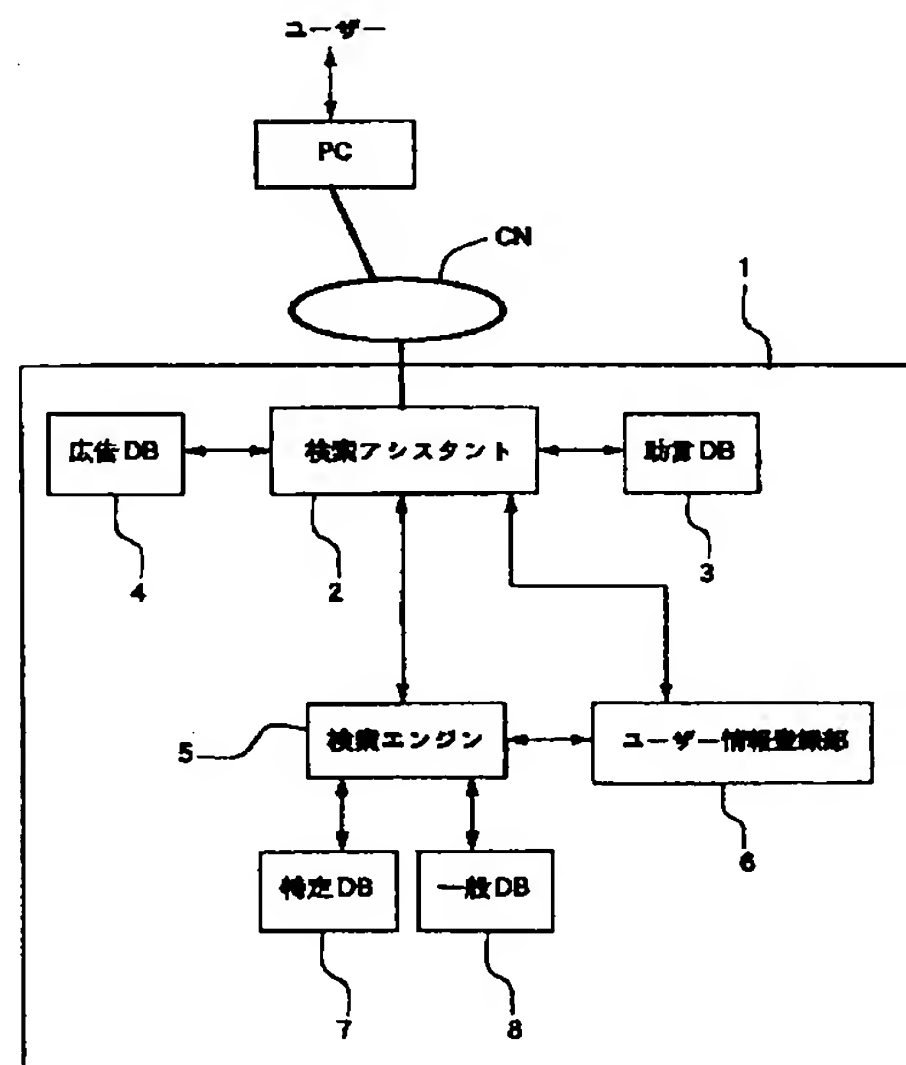 ユーザー
PC
CN
1
広告DB
検索アシスタント
助言DB
4
2
3
5
検索エンジン
ユーザー情報登録部
6
特定DB
一般DB
7
8